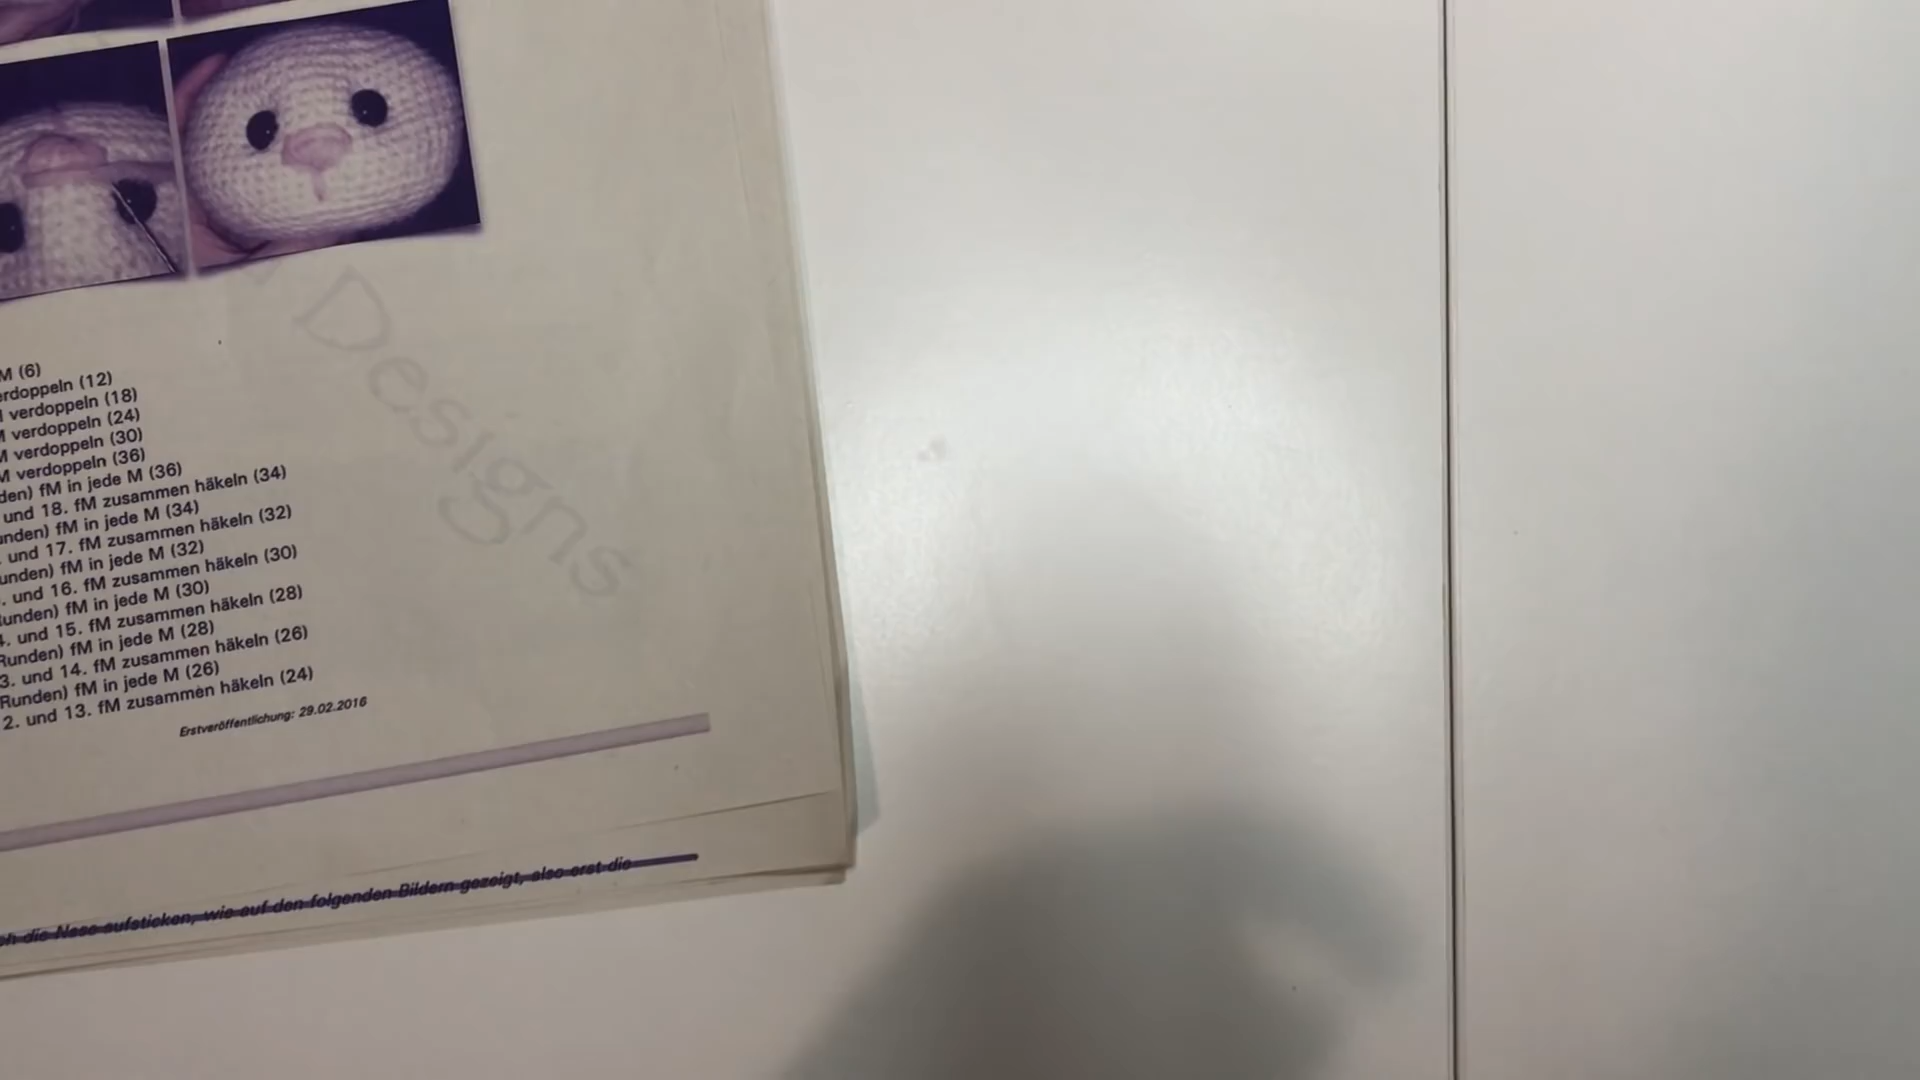 Designs
M (6)
verdoppeln (12)
verdoppeln (18)
M verdoppeln (24)
M verdoppeln (30)
M verdoppeln (36)
fM in jede M (36)
und 18. fM zusammen häkeln (34)
fM in jede M (34)
und 17. fM zusammen häkeln (32)
unden) fM in jede M (32)
. und 16. fM zusammen häkeln (30)
unden) fM in jede M (30)
4. und 15. fM zusammen häkeln (28)
Runden) fM in jede M (28)
3. und 14. fM zusammen häkeln (26)
Runden) fM in jede M (26)
2. und 13. fM zusammen häkeln (24)
Erstveröffentlichung: 29.02.2016
die Nase aufsticken, wie auf den folgenden Bildern gezeigt, also erst die